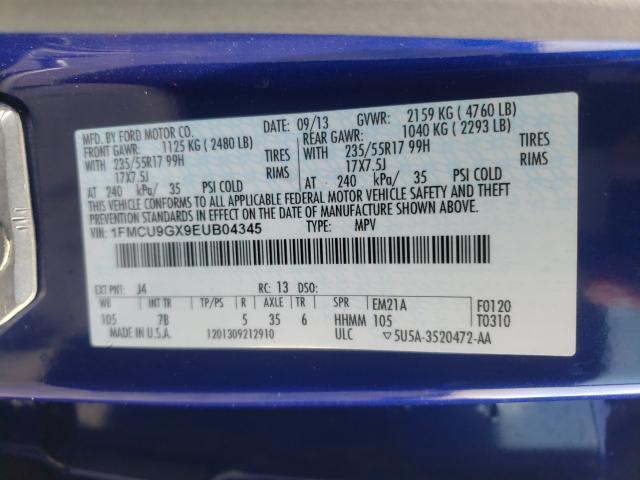 MFD. BY FORD MOTOR CO.
DATE: 09/13 GVWR: 2159 KG ( 4760 LB)
FRONT GAWR: 1125 KG ( 2480 LB) REAR GAWR: 1040 KG ( 2293 LB)
WITH 235/55R17 99H TIRES WITH 235/55R17 99H TIRES
17X7.5J RIMS 17X7.5J RIMS
AT 240 kPa/ 35 PSI COLD AT 240 kPa/ 35 PSI COLD
THIS VEHICLE CONFORMS TO ALL APPLICABLE FEDERAL MOTOR VEHICLE SAFETY AND THEFT
PREVENTION STANDARDS IN EFFECT ON THE DATE OF MANUFACTURE SHOWN ABOVE.
VIN: 1FMCU9GX9EUB04345 TYPE: MPV
EXT PNT: J4 RC: 13 DSO:
WB INT TR TP/PS R AXLE TR SPR EM21A F0120
105 7B 5 35 6 HHMM 105 T0310
MADE IN U.S.A. 1201309212910 ULC 5U5A-3520472-AA